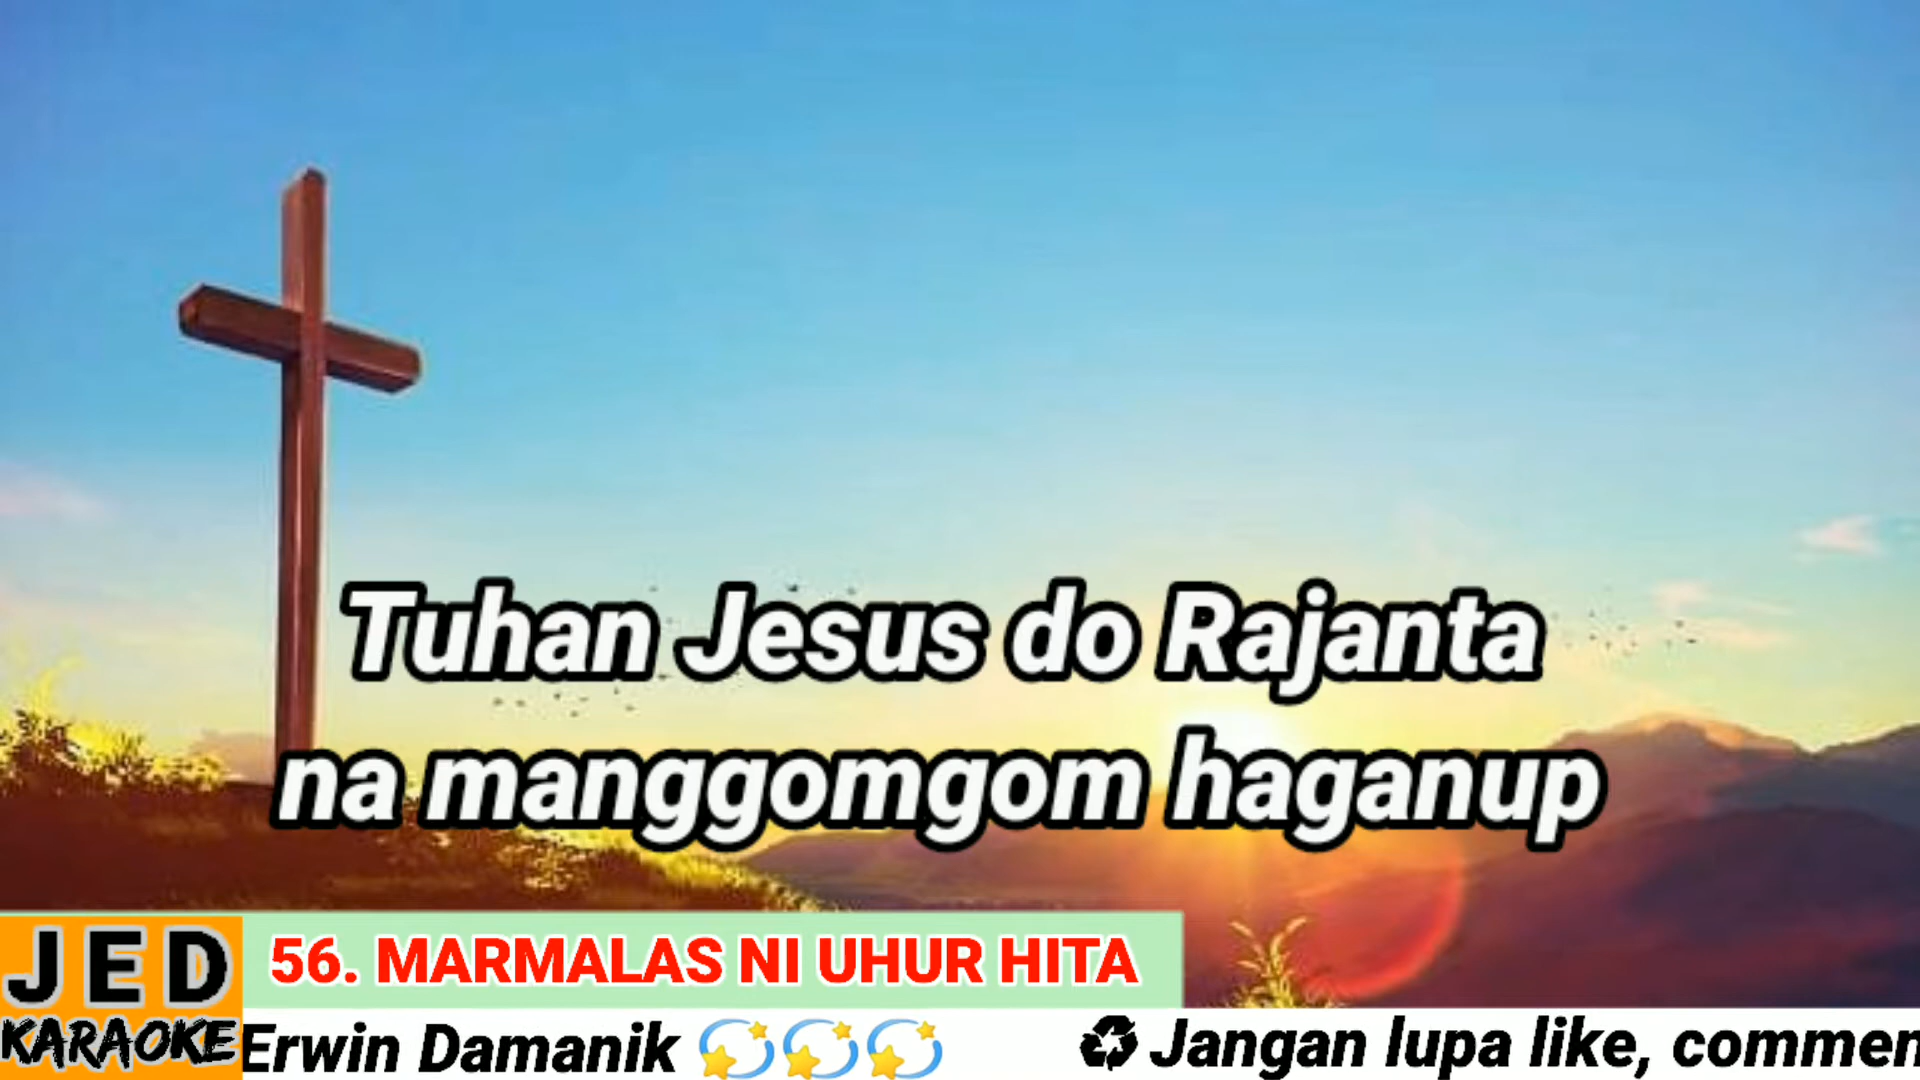 Tuhan Jesus do Rajanta
na manggomgom haganup
JED
KARAOKE
56. MARMALAS NI UHUR HITA
Erwin Damanik 💫💫💫 ♻ Jangan lupa like, commen